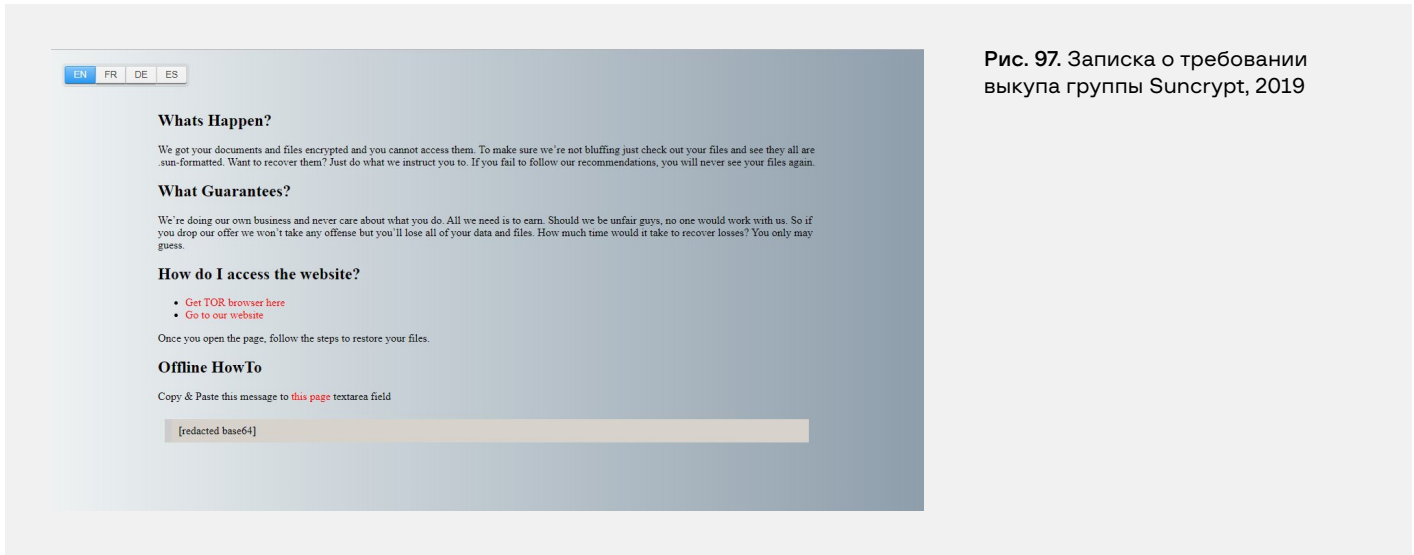 EN FR DE ES
Whats Happen?
We got your documents and files encrypted and you cannot access them. To make sure we`re not bluffing just check out your files and see they all are
.sun-formatted. Want to recover them? Just do what we instruct you to. If you fail to follow our recommendations, you will never see your files again.
What Guarantees?
We`re doing our own business and never care about what you do. All we need is to earn. Should we be unfair guys, no one would work with us. So if
you drop our offer we won`t take any offense but you`ll lose all of your data and files. How much time would it take to recover losses? You only may
guess.
How do I access the website?
• Get TOR browser here
• Go to our website
Once you open the page, follow the steps to restore your files.
Offline HowTo
Copy & Paste this message to this page textarea field
[redacted base64]
Рис. 97. Записка о требовании
выкупа группы Suncrypt, 2019